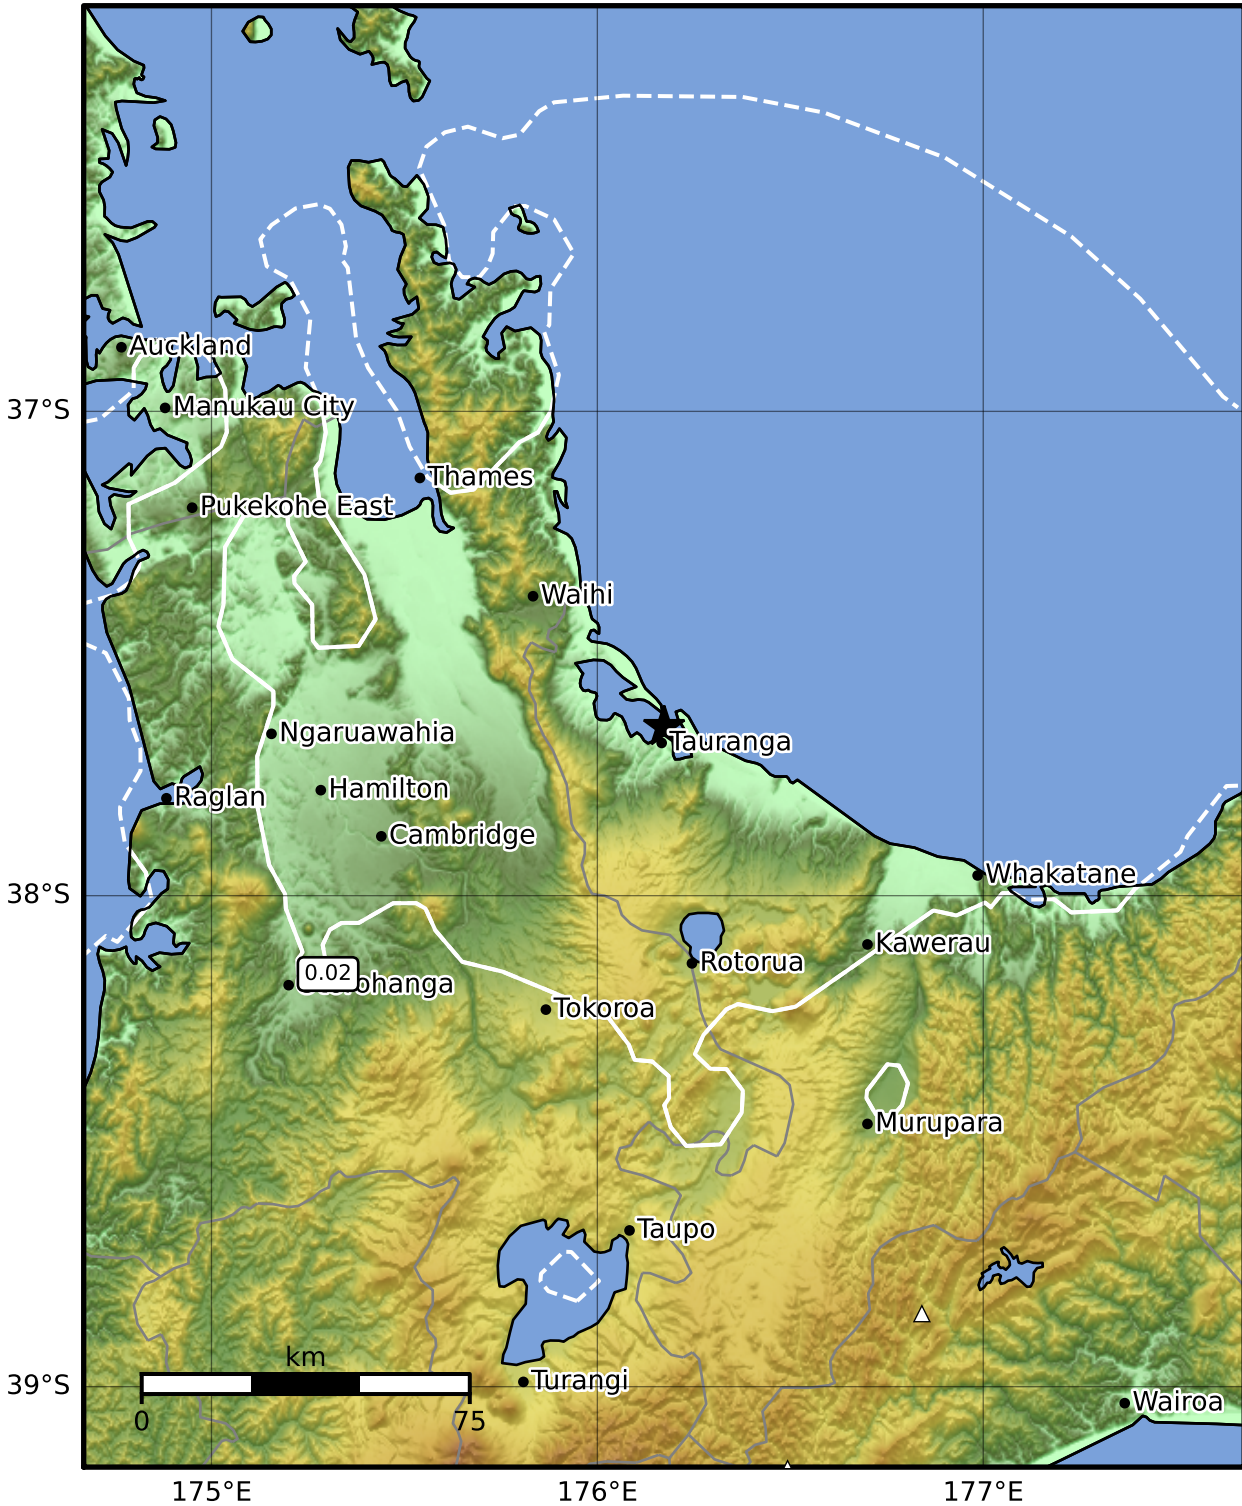 Auckland
Manukau City
37°S
Thames
Pukekohe East
Waihi
Ngaruawahia
Tauranga
Raglan
Hamilton
Cambridge
Whakatane
38°S
Kawerau
Rotorua
0.02
ohanga
Tokoroa
Murupara
Taupo
km
39°S
Turangi
Wairoa
0
75
175°E
176°E
177°E